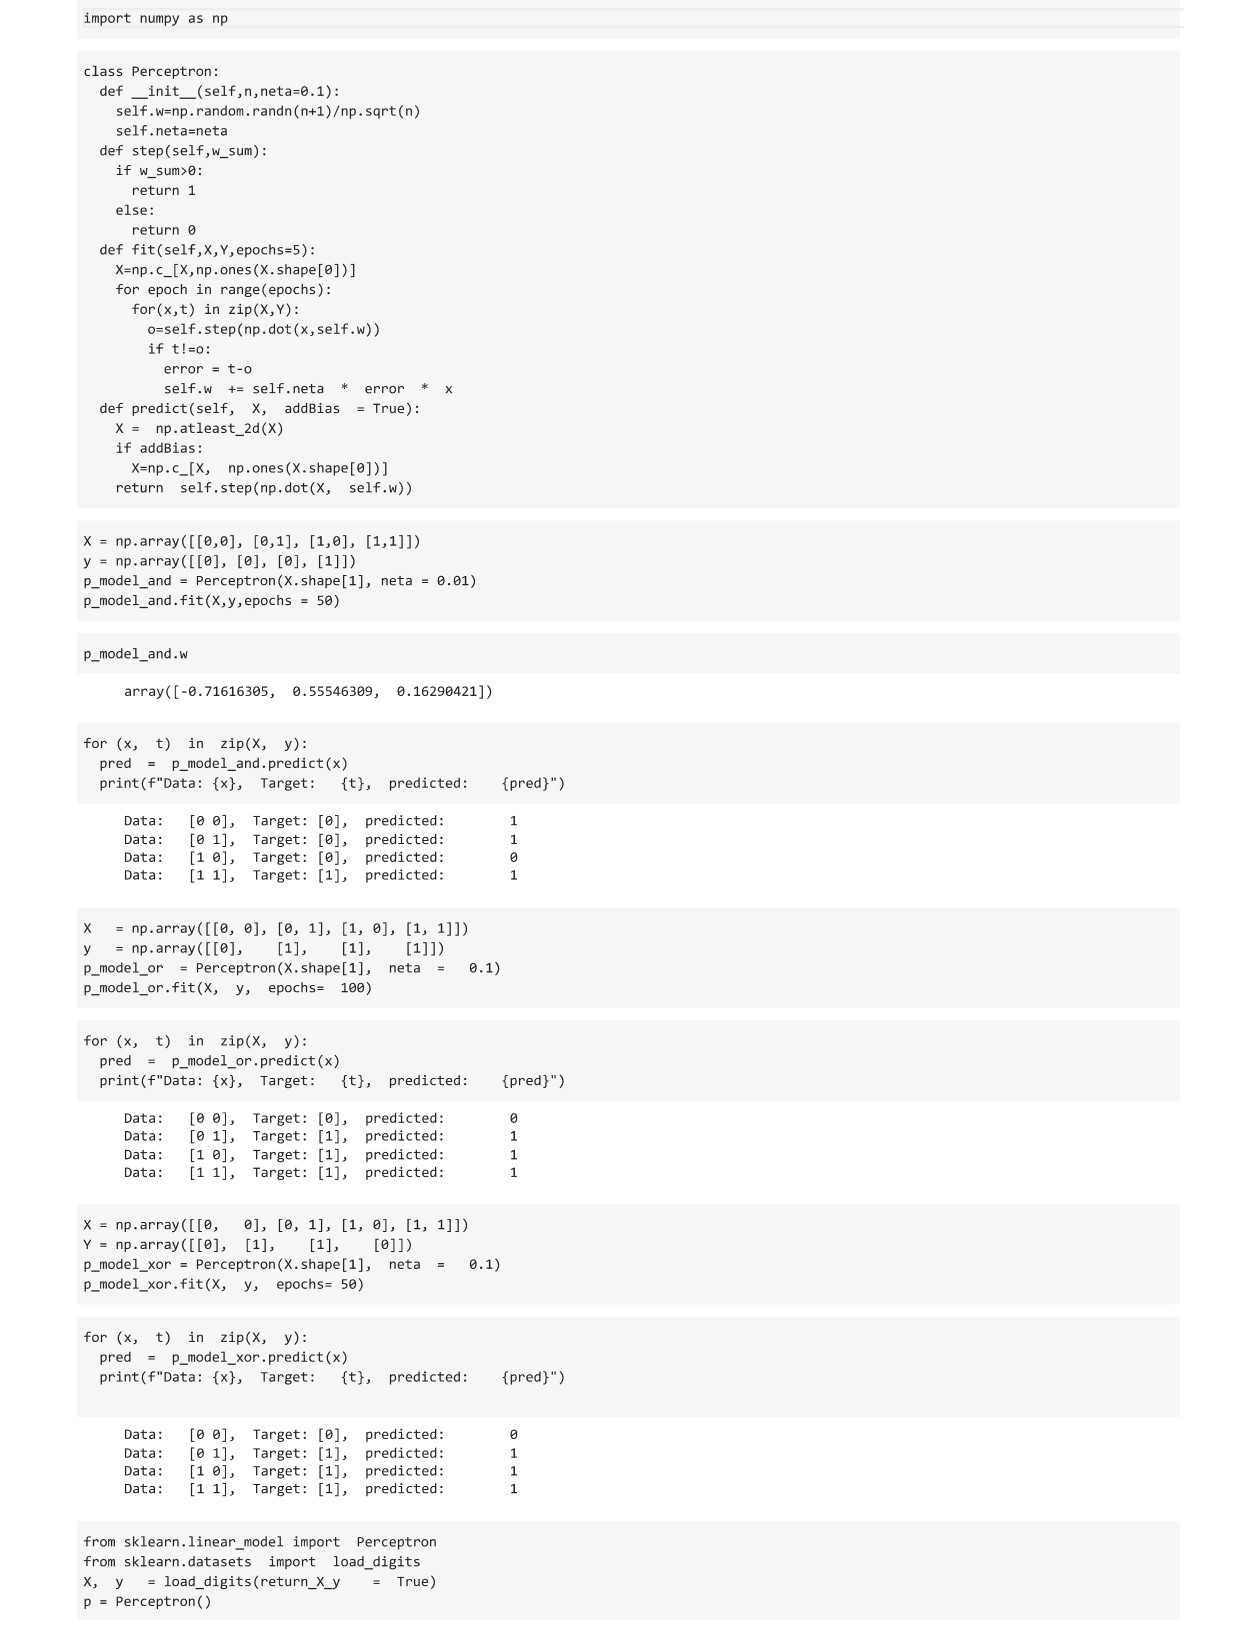 import numpy as np
class Perceptron:
  def __init__(self,n,neta=0.1):
    self.w=np.random.randn(n+1)/np.sqrt(n)
    self.neta=neta
  def step(self,w_sum):
    if w_sum>0:
      return 1
    else:
      return 0
  def fit(self,X,Y,epochs=5):
    X=np.c_[X,np.ones(X.shape[0])]
    for epoch in range(epochs):
      for(x,t) in zip(X,Y):
        o=self.step(np.dot(x,self.w))
        if t!=o:
          error = t-o
          self.w  += self.neta  *  error  *  x
  def predict(self,  X,  addBias  = True):
    X =  np.atleast_2d(X)
    if addBias:
      X=np.c_[X,  np.ones(X.shape[0])]
    return  self.step(np.dot(X,  self.w))
X = np.array([[0,0], [0,1], [1,0], [1,1]])
y = np.array([[0], [0], [0], [1]])
p_model_and = Perceptron(X.shape[1], neta = 0.01)
p_model_and.fit(X,y,epochs = 50)
p_model_and.w
array([-0.71616305,  0.55546309,  0.16290421])
for (x,  t)  in  zip(X,  y):
  pred  =  p_model_and.predict(x)
  print(f"Data: {x},  Target:   {t},  predicted:    {pred}")
Data:   [0 0],  Target: [0],  predicted:        1
Data:   [0 1],  Target: [0],  predicted:        1
Data:   [1 0],  Target: [0],  predicted:        0
Data:   [1 1],  Target: [1],  predicted:        1
X   = np.array([[0, 0], [0, 1], [1, 0], [1, 1]])
y   = np.array([[0],    [1],    [1],    [1]])
p_model_or  = Perceptron(X.shape[1],  neta  =   0.1)
p_model_or.fit(X,  y,  epochs=  100)
for (x,  t)  in  zip(X,  y):
  pred  =  p_model_or.predict(x)
  print(f"Data: {x},  Target:   {t},  predicted:    {pred}")
Data:   [0 0],  Target: [0],  predicted:        0
Data:   [0 1],  Target: [1],  predicted:        1
Data:   [1 0],  Target: [1],  predicted:        1
Data:   [1 1],  Target: [1],  predicted:        1
X = np.array([[0,   0], [0, 1], [1, 0], [1, 1]])
Y = np.array([[0],  [1],    [1],    [0]])
p_model_xor = Perceptron(X.shape[1],  neta  =   0.1)
p_model_xor.fit(X,  y,  epochs= 50)
for (x,  t)  in  zip(X,  y):
  pred  =  p_model_xor.predict(x)
  print(f"Data: {x},  Target:   {t},  predicted:    {pred}")
Data:   [0 0],  Target: [0],  predicted:        0
Data:   [0 1],  Target: [1],  predicted:        1
Data:   [1 0],  Target: [1],  predicted:        1
Data:   [1 1],  Target: [1],  predicted:        1
from sklearn.linear_model import  Perceptron
from sklearn.datasets  import  load_digits
X,  y   = load_digits(return_X_y    =  True)
p = Perceptron()